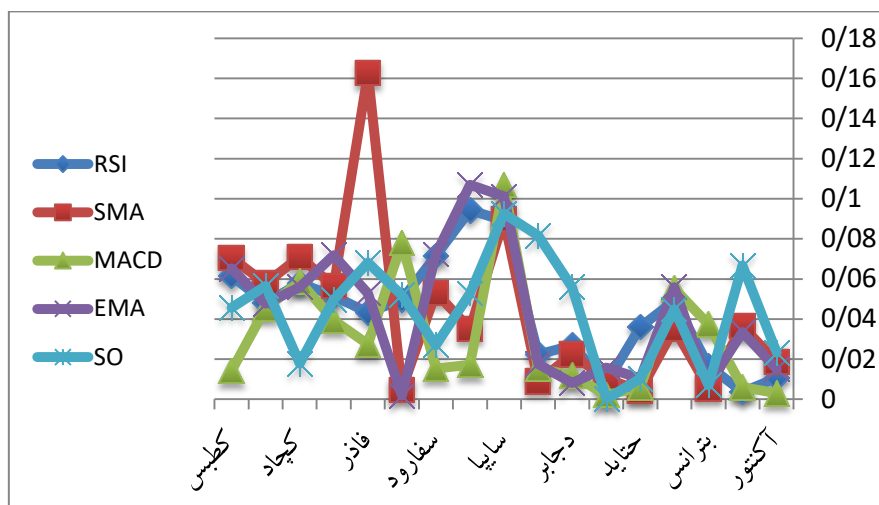 0/18
0/16
0/14
0/12
0/1
0/08
0/06
0/04
0/02
0
RSI
SMA
MACD
EMA
SO
آکنتور
بترانس
ختایلد
دجابر
سایپا
سفارود
فاذر
کچاد
کطبس